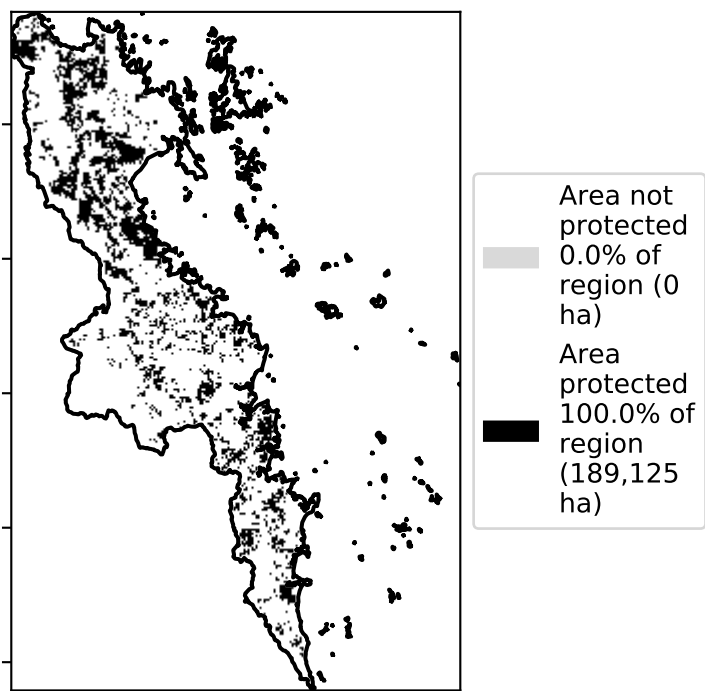 Area not
protected
0.0% of
region (0
ha)
Area
protected
100.0% of
region
(189,125
ha)